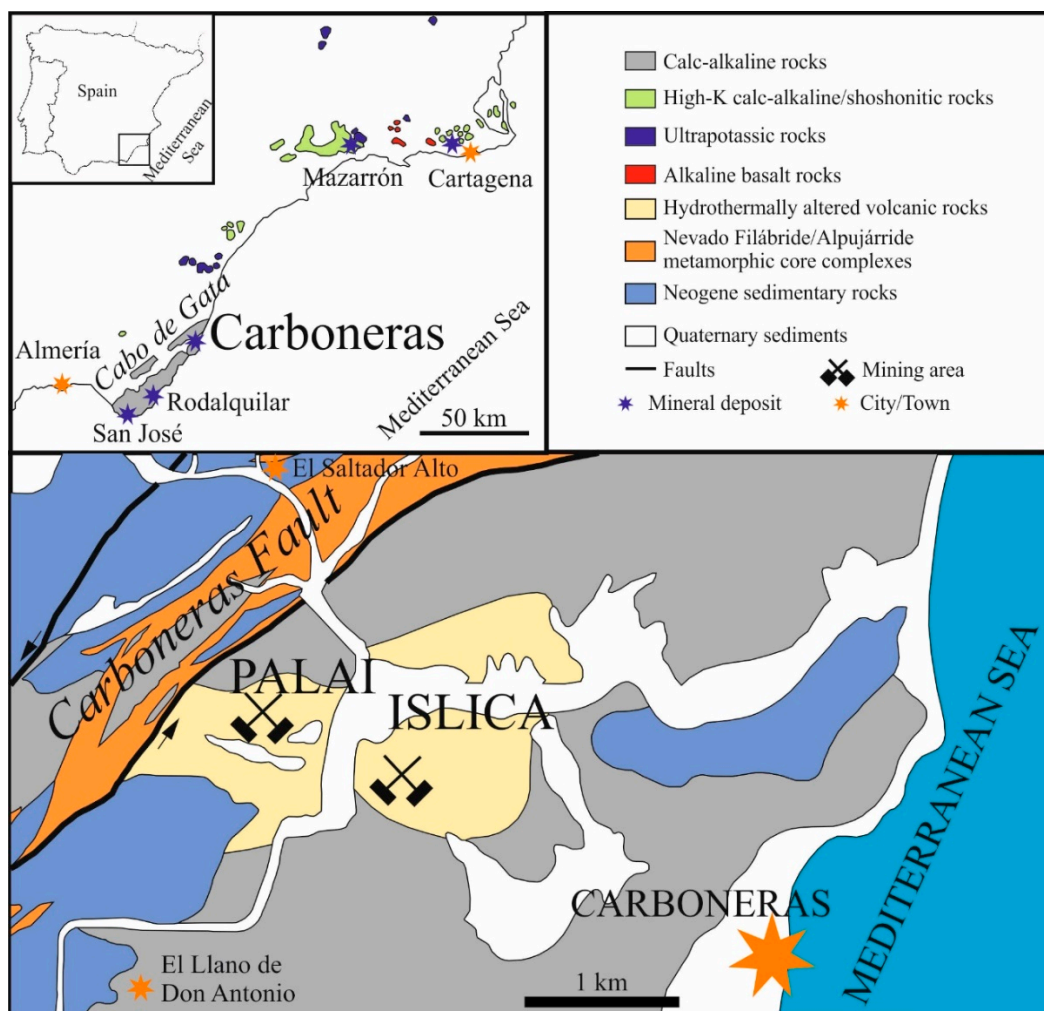 Spain
Mediterranean
Sea
Mazarrón
Cartagena
Cabo de Gata
Carboneras
Almería
Rodalquilar
San José
Mediterranean Sea
50 km
Calc-alkaline rocks
High-K calc-alkaline/shoshonitic rocks
Ultrapotassic rocks
Alkaline basalt rocks
Hydrothermally altered volcanic rocks
Nevado Filábride/Alpujárride
metamorphic core complexes
Neogene sedimentary rocks
Quaternary sediments
Faults
Mining area
Mineral deposit
City/Town
El Saltador Alto
Carboneras Fault
PALAI
ISLICA
CARBONERAS
MEDITERRANEAN SEA
El Llano de
Don Antonio
1 km